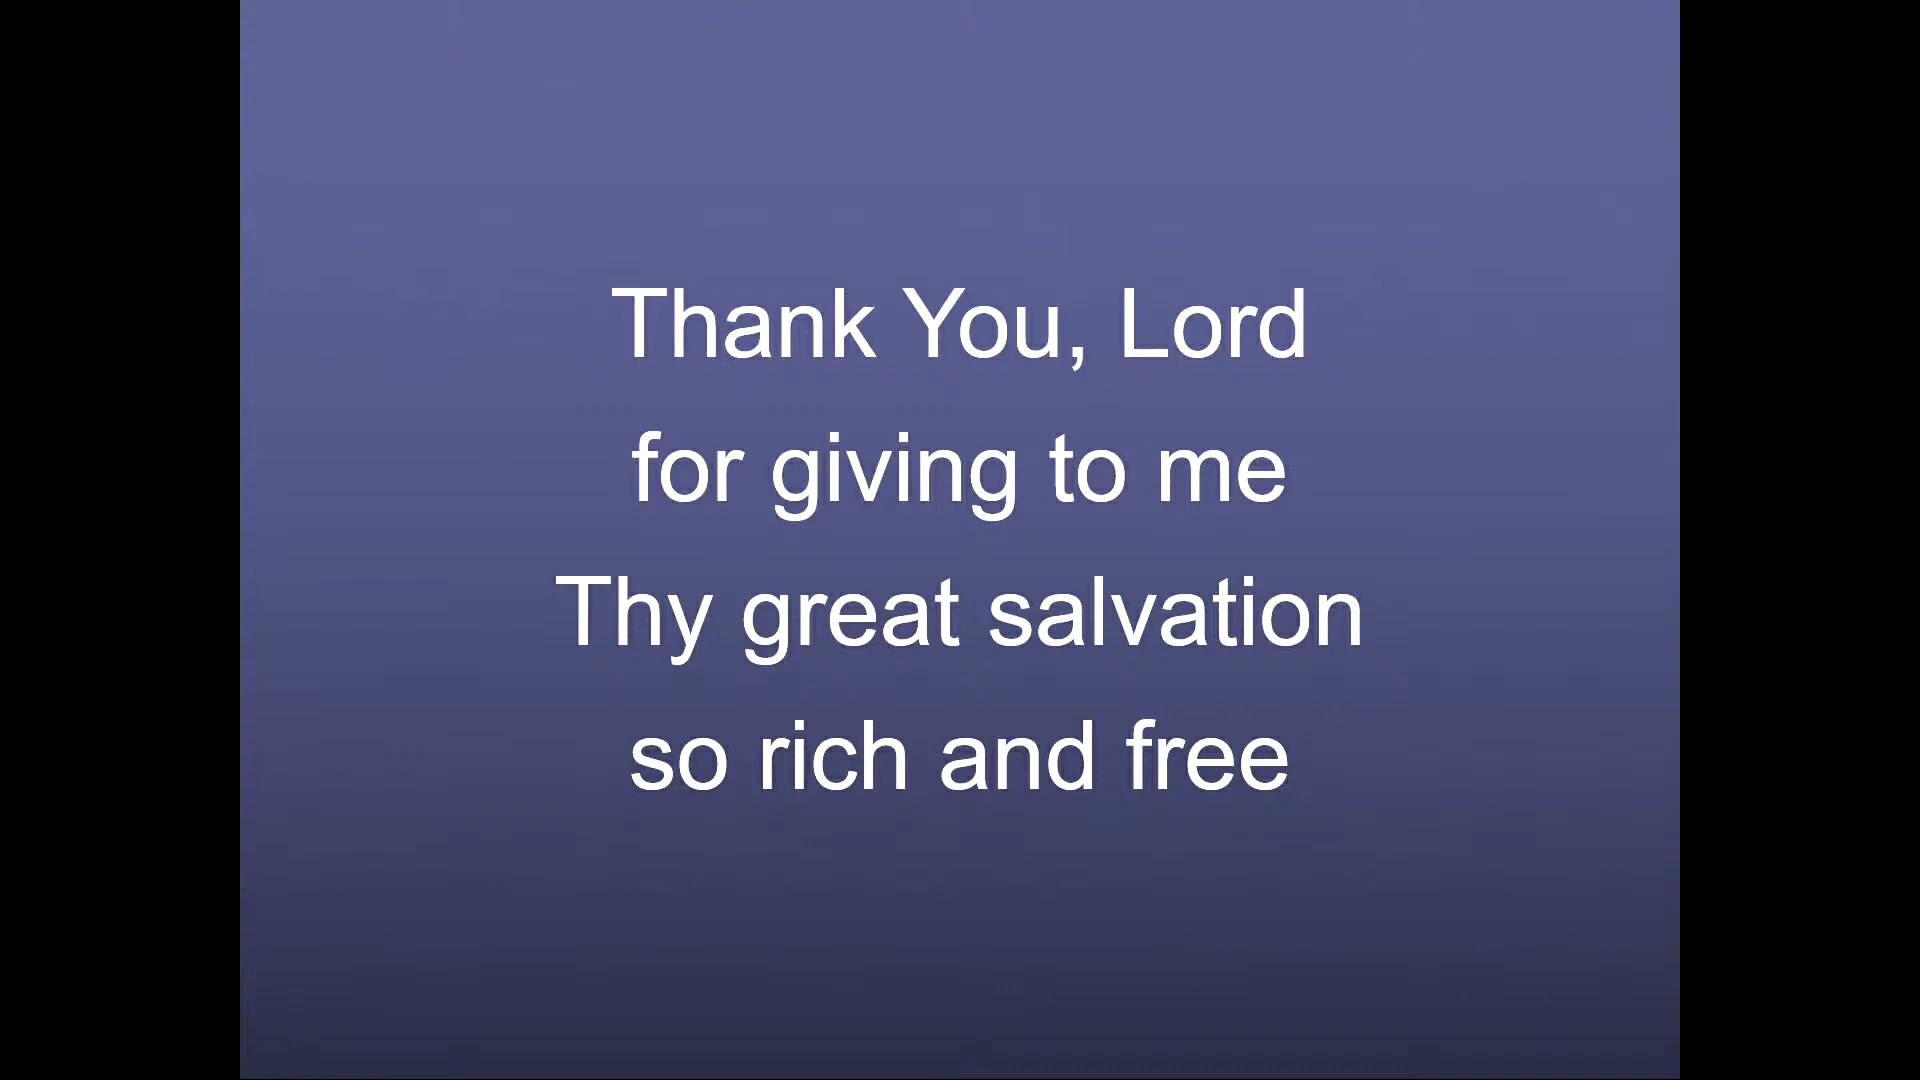 Thank You, Lord
for giving to me
Thy great salvation
so rich and free